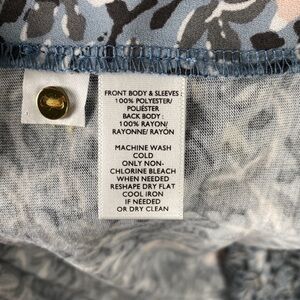 FRONT BODY & SLEEVES :
100% POLYESTER/
POLIÉSTER
BACK BODY :
100% RAYON/
RAYONNE/ RAYÓN
MACHINE WASH
COLD
ONLY NON-
CHLORINE BLEACH
WHEN NEEDED
RESHAPE DRY FLAT
COOL IRON
IF NEEDED
OR DRY CLEAN